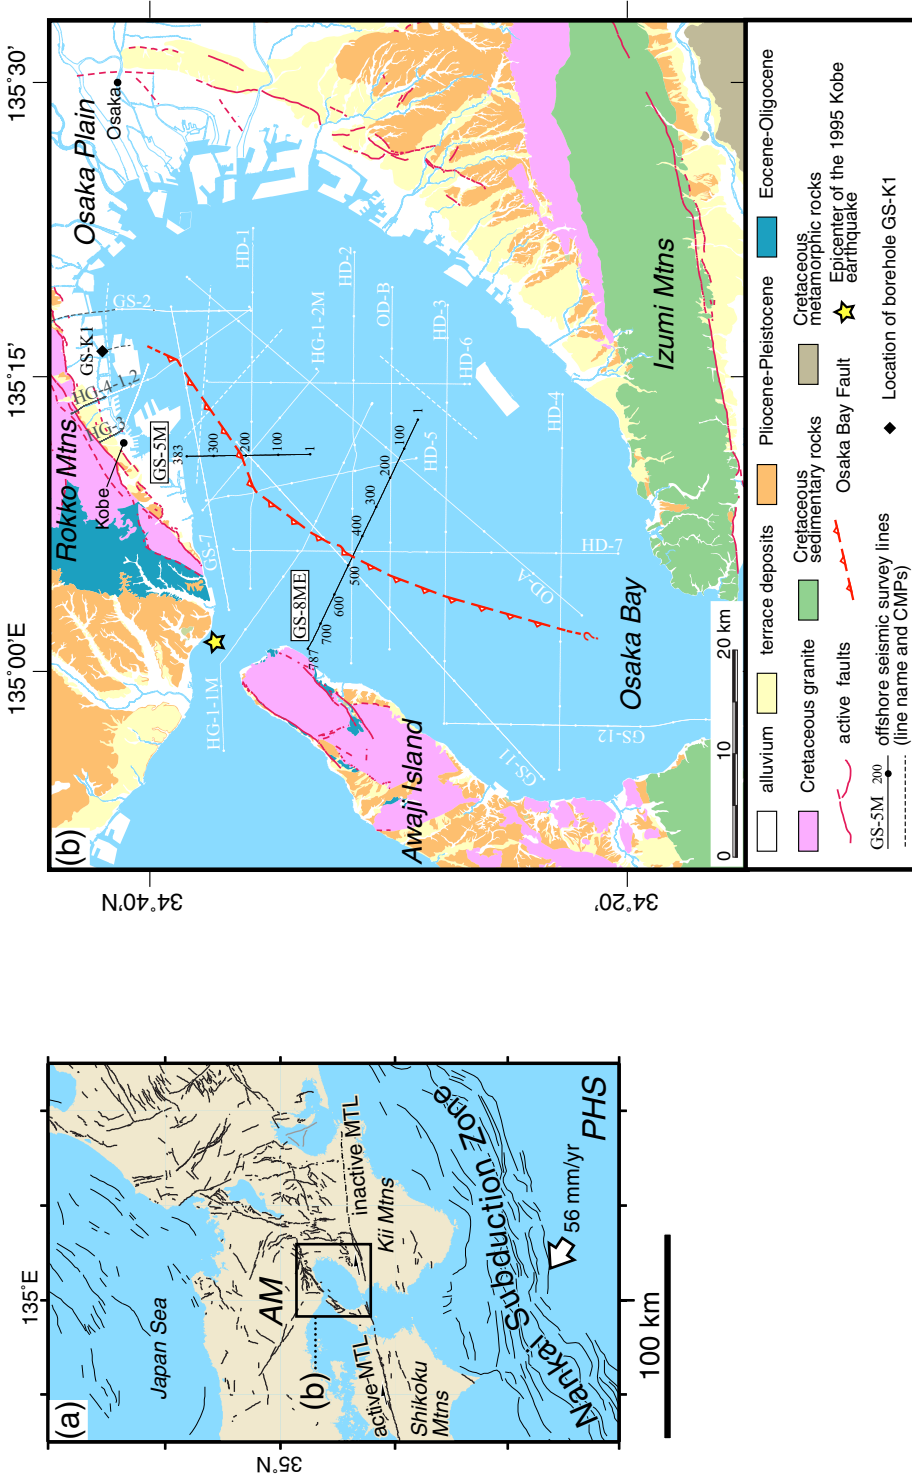 (a)
135˚E
35˚N
Japan Sea
AM
(b)
active-MTL
inactive MTL
Shikoku
Mtns
Kii Mtns
Nankai Subduction Zone
56 mm/yr
PHS
100 km
(b)
135˚00'E
135˚15'
135˚30'
34˚40'N
34˚20'
Rokko Mtns
Osaka Plain
Osaka
Kobe
GS-K1
HG-4-1,2
HG-3
GS-2
GS-5M
383
300
200
100
1
GS-7
HG-1-1M
HD-1
HG-1-2M
HD-2
OD-B
HD-3
HD-6
HD-4
HD-5
HD-7
OD-A
GS-8ME
787
700
600
500
400
300
200
100
1
GS-11
GS-12
Awaji Island
Osaka Bay
Izumi Mtns
0
10
20 km
alluvium
terrace deposits
Pliocene-Pleistocene
Eocene-Oligocene
Cretaceous granite
Cretaceous
sedimentary rocks
Cretaceous
metamorphic rocks
active faults
Osaka Bay Fault
Epicenter of the 1995 Kobe
earthquake
GS-5M 200
offshore seismic survey lines
(line name and CMPs)
Location of borehole GS-K1